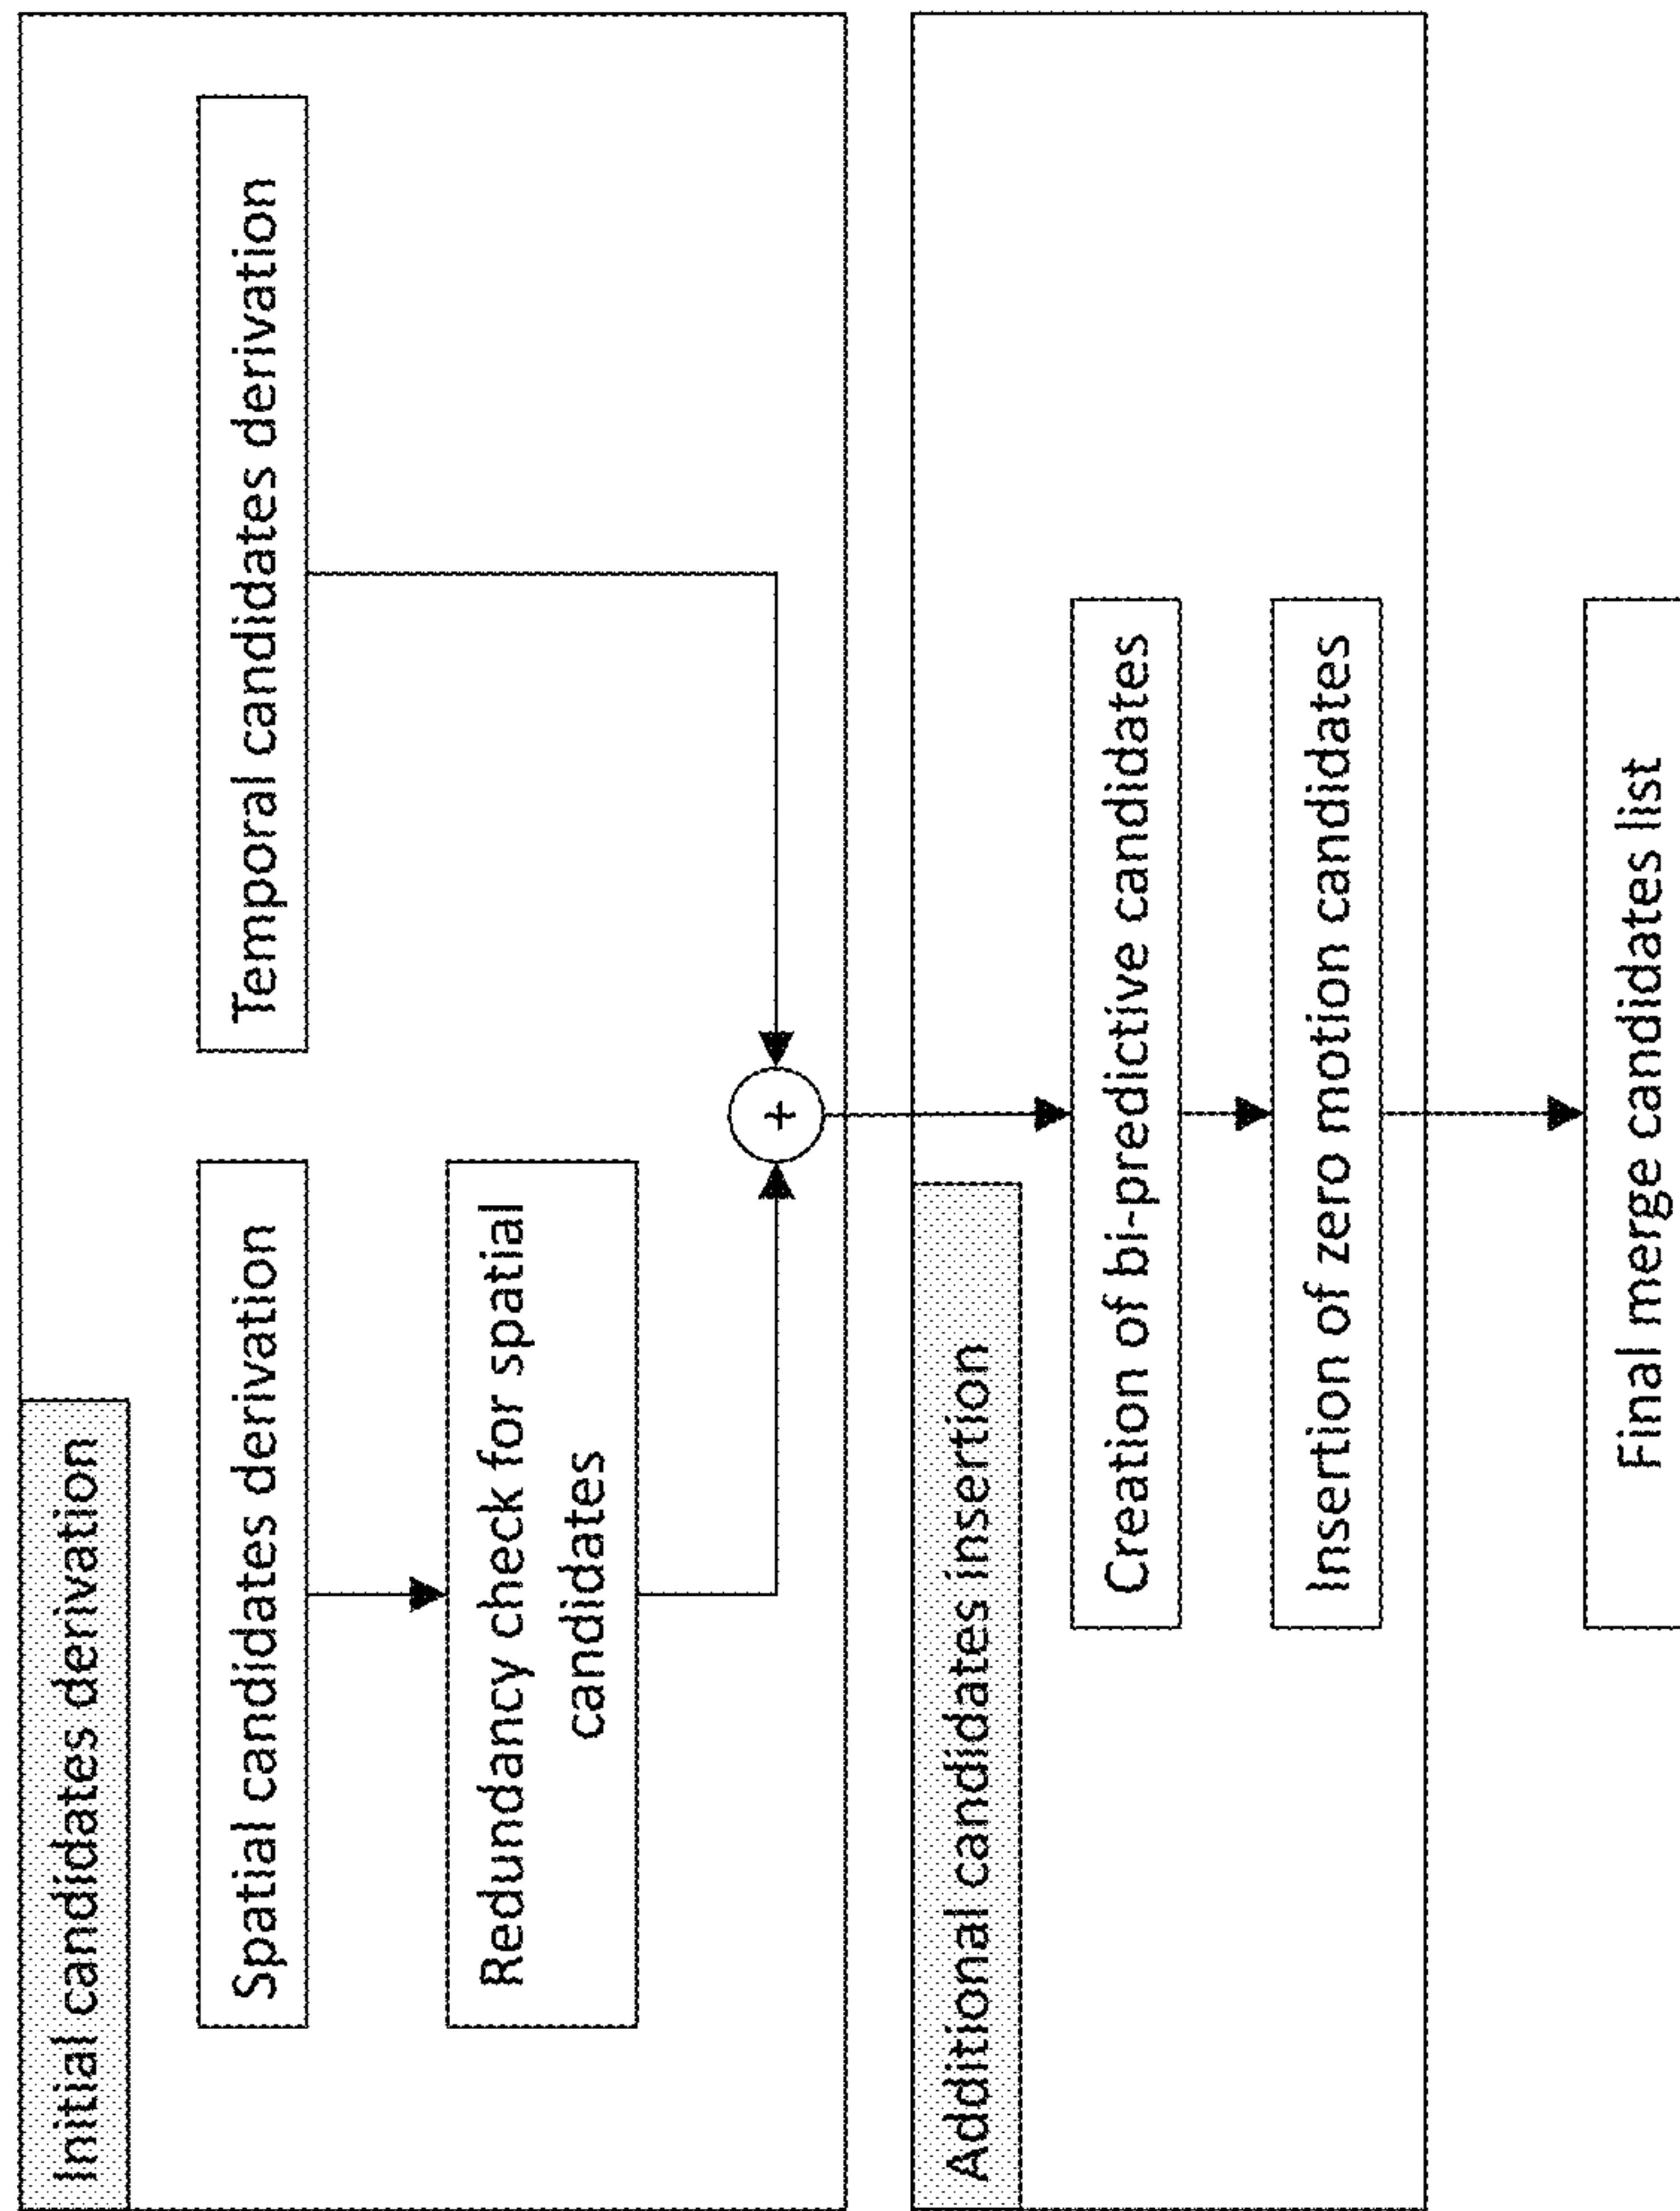 Initial candidates derivation
Spatial candidates derivation
Temporal candidates derivation
Redundancy check for spatial
candidates
+
Additional candidates insertion
Creation of bi-predictive candidates
Insertion of zero motion candidates
Final merge candidates list